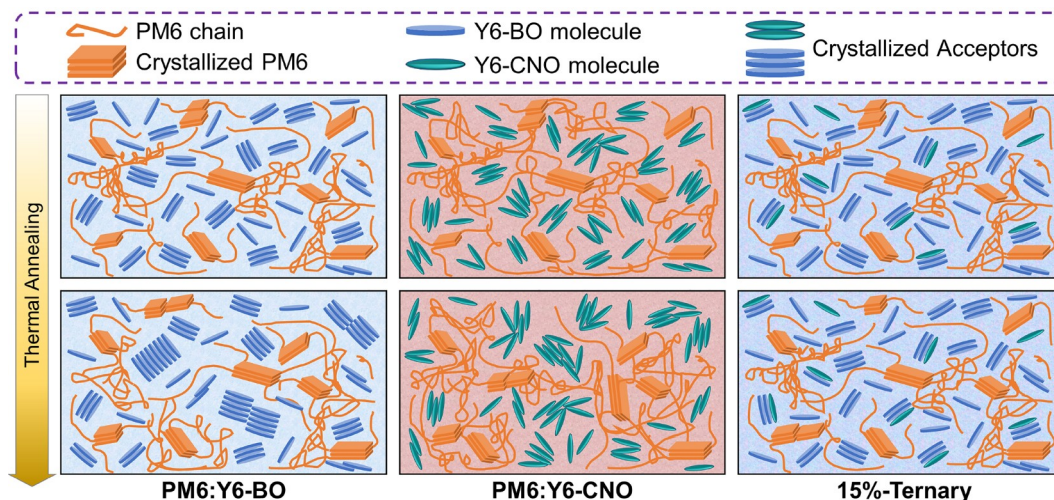 PM6 chain
Crystallized PM6
Y6-BO molecule
Y6-CNO molecule
Crystallized Acceptors
Thermal Annealing
PM6:Y6-BO
PM6:Y6-CNO
15%-Ternary